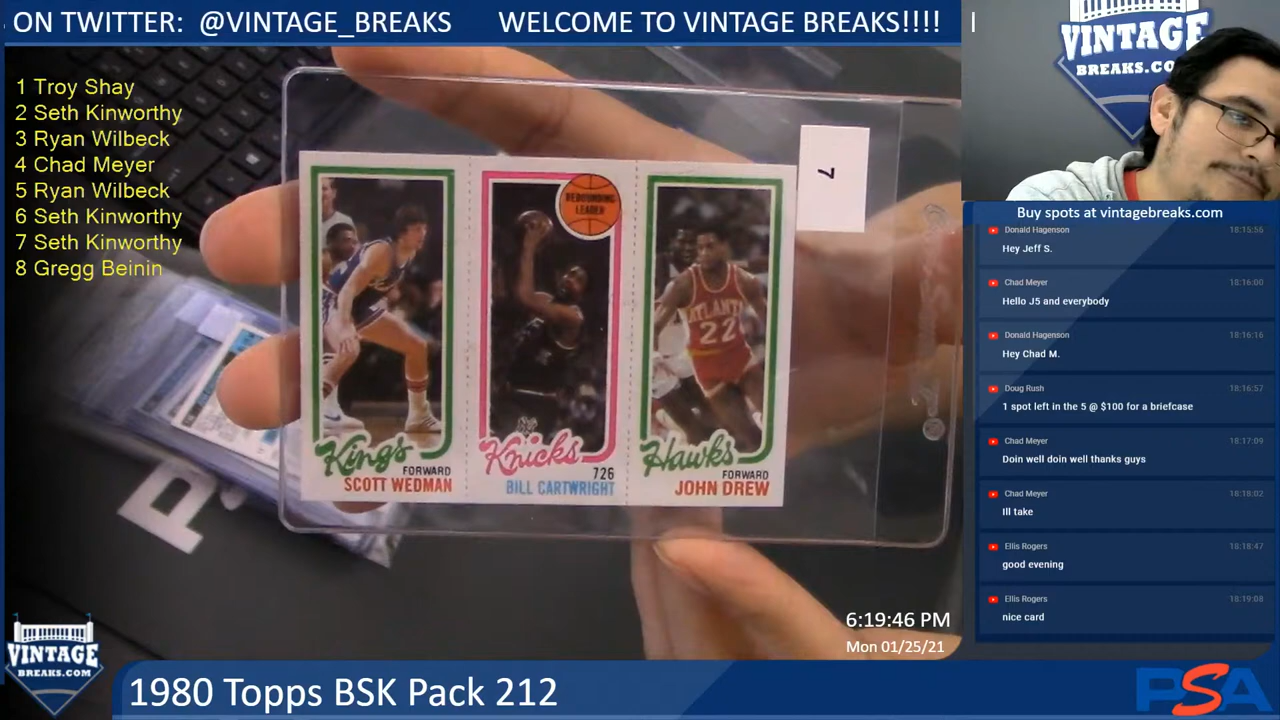 ON TWITTER: @VINTAGE_BREAKS WELCOME TO VINTAGE BREAKS!!!!
1 Troy Shay
2 Seth Kinworthy
3 Ryan Wilbeck
4 Chad Meyer
5 Ryan Wilbeck
6 Seth Kinworthy
7 Seth Kinworthy
8 Gregg Beinin
7
REBOUNDING
LEADER
ATLANTA
22
Kings
FORWARD
SCOTT WEDMAN
Knicks
726
BILL CARTWRIGHT
Hawks
FORWARD
JOHN DREW
6:19:46 PM
Mon 01/25/21
VINTAGE
BREAKS.CO
Buy spots at vintagebreaks.com
Donald Hagenson 18:15:56
Hey Jeff S.
Chad Meyer 18:16:00
Hello J5 and everybody
Donald Hagenson 18:16:16
Hey Chad M.
Doug Rush 18:16:57
1 spot left in the 5 @ $100 for a briefcase
Chad Meyer 18:17:09
Doin well doin well thanks guys
Chad Meyer 18:18:02
Ill take
Ellis Rogers 18:18:47
good evening
Ellis Rogers 18:19:08
nice card
VINTAGE
BREAKS.COM
1980 Topps BSK Pack 212
PSA